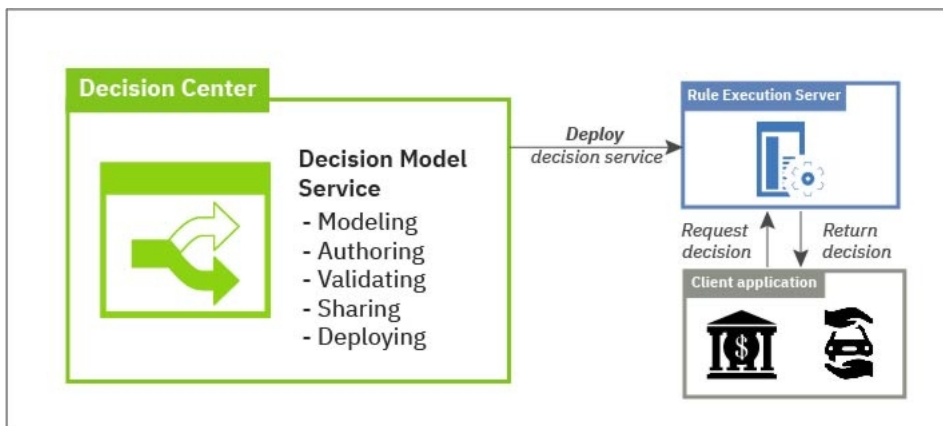 Decision Center
Decision Model
Service
- Modeling
- Authoring
- Validating
- Sharing
- Deploying
Deploy
decision service
Rule Execution Server
Request
decision
Return
decision
Client application
$